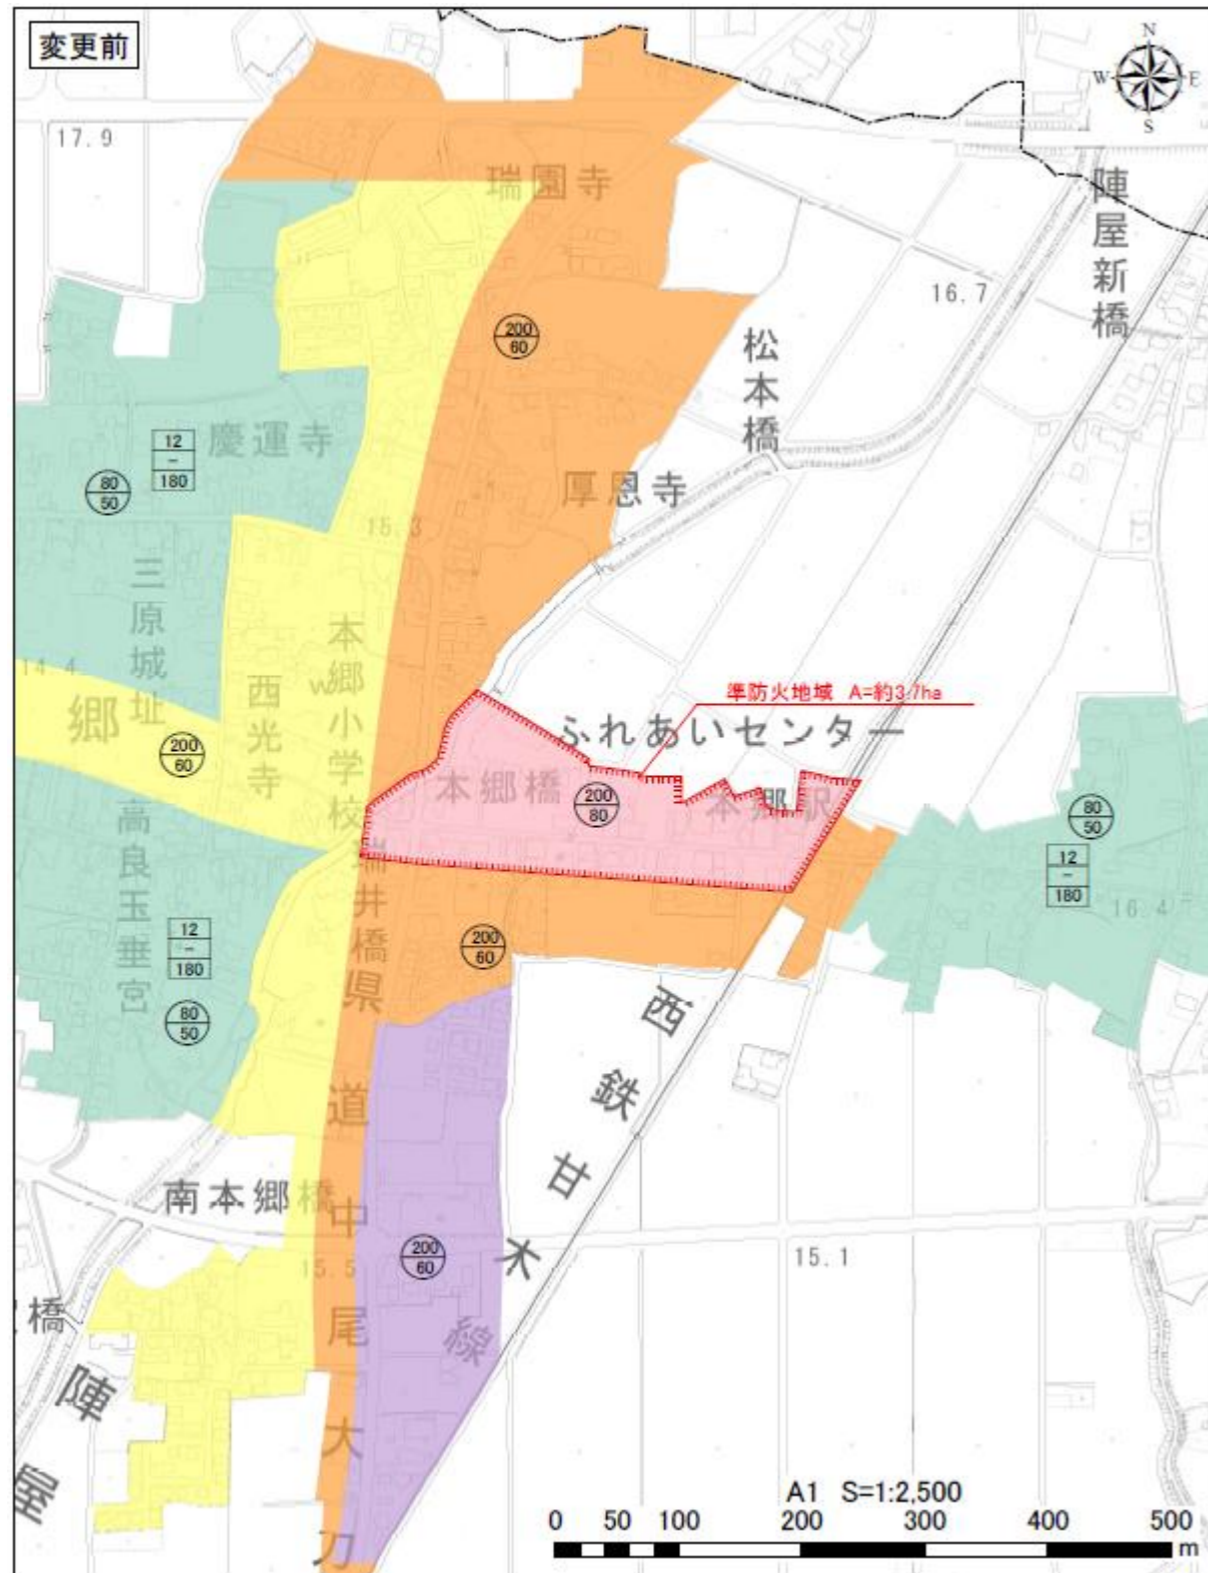 変更前
N
W
E
S
17.9
瑞園寺
陣屋新橋
16.7
200
60
松本橋
12
-
180
慶運寺
80
50
厚恩寺
15.3
三原城址
本郷小学校
14.4
西光寺
W
準防火地域 A=約3.7ha
郷
ふれあいセンター
200
60
本郷橋
200
80
本郷駅
80
50
高良玉垂宮
瑞井橋
12
-
180
16.4
12
-
180
200
60
県道中尾大刀
80
50
西鉄甘木線
南本郷橋
200
60
15.1
15.5
橋
陣屋
A1 S=1:2,500
0 50 100 200 300 400 500
m